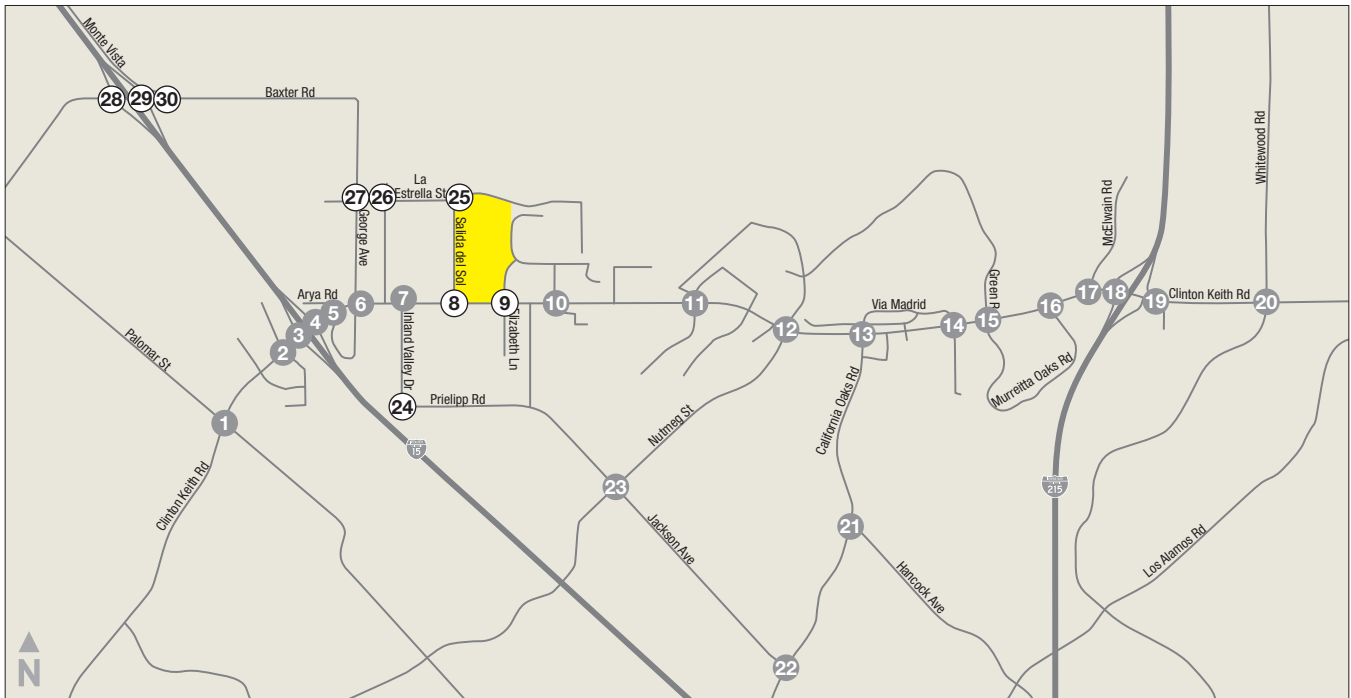 Monte Vista
28
29
30
Baxter Rd
La
Estrella St
27
26
25
George Ave
Salida del Sol
Arya Rd
6
7
8
9
10
11
5
4
3
2
1
Inland Valley Dr
Elizabeth Ln
24
Prielipp Rd
15
Palomar St
Clinton Keith Rd
12
Via Madrid
13
14
15
Green R
16
17
18
McElwain Rd
19
Clinton Keith Rd
20
Whitewood Rd
Murreitta Oaks Rd
California Oaks Rd
Nutmeg St
23
Jackson Ave
21
Hancock Ave
22
215
Los Alamos Rd
N